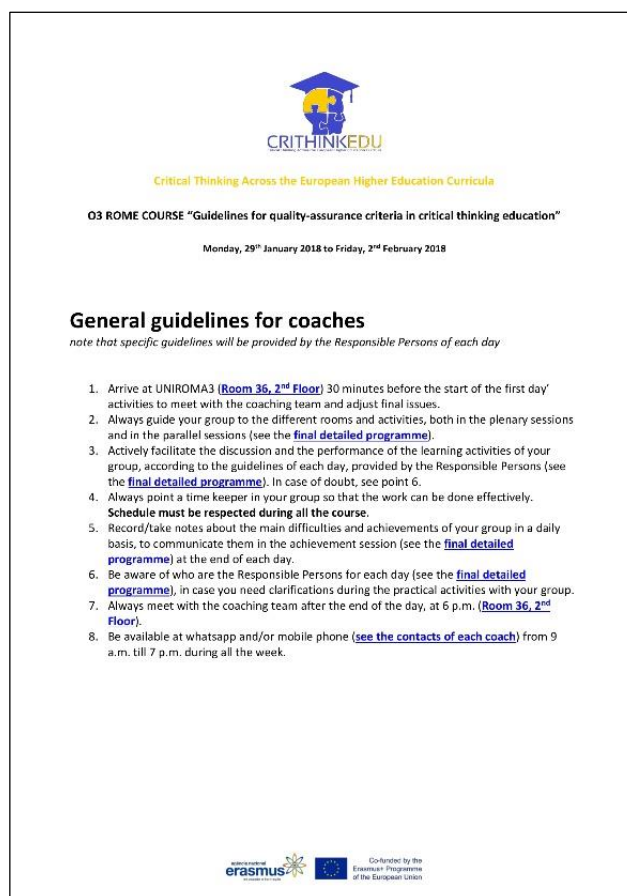 CRITHINKEDU
Critical Thinking Across the European Higher Education Curricula
O3 ROME COURSE “Guidelines for quality-assurance criteria in critical thinking education”
Monday, 29th January 2018 to Friday, 2nd February 2018
General guidelines for coaches
note that specific guidelines will be provided by the Responsible Persons of each day
1. Arrive at UNIROMA3 (Room 36, 2nd Floor) 30 minutes before the start of the first day’
activities to meet with the coaching team and adjust final issues.
2. Always guide your group to the different rooms and activities, both in the plenary sessions
and in the parallel sessions (see the final detailed programme).
3. Actively facilitate the discussion and the performance of the learning activities of your
group, according to the guidelines of each day, provided by the Responsible Persons (see
the final detailed programme). In case of doubt, see point 6.
4. Always point a time keeper in your group so that the work can be done effectively.
Schedule must be respected during all the course.
5. Record/take notes about the main difficulties and achievements of your group in a daily
basis, to communicate them in the achievement session (see the final detailed
programme) at the end of each day.
6. Be aware of who are the Responsible Persons for each day (see the final detailed
programme), in case you need clarifications during the practical activities with your group.
7. Always meet with the coaching team after the end of the day, at 6 p.m. (Room 36, 2nd
Floor).
8. Be available at whatsapp and/or mobile phone (see the contacts of each coach) from 9
a.m. till 7 p.m. during all the week.
erasmus+
Co-funded by the
Erasmus+ Programme
of the European Union